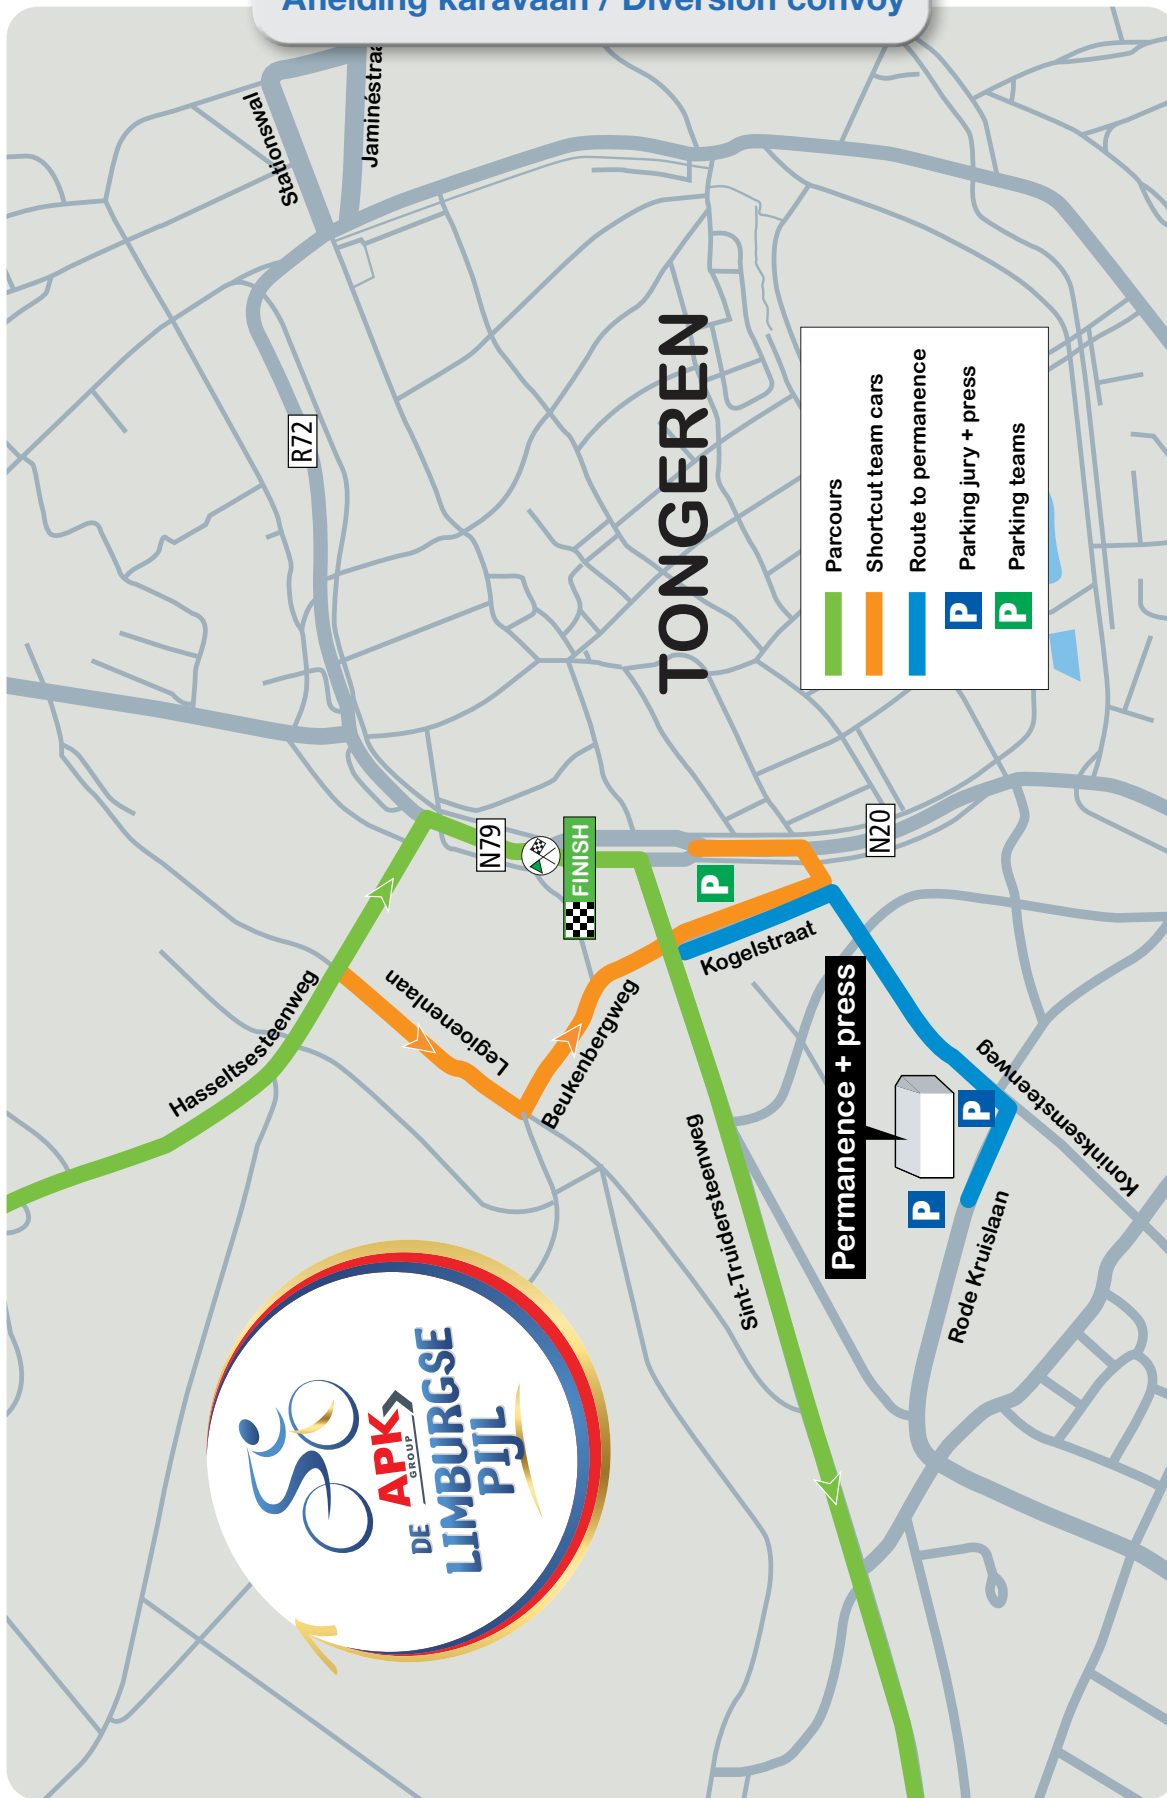 Afleiding karavaan / Diversion convoy
Stationswal
Jaminéstraa
R72
TONGEREN
Parcours
Shortcut team cars
Route to permanence
P Parking jury + press
P Parking teams
N79
FINISH
N20
P
Hasseltsesteenweg
Legioenenlaan
Beukenbergweg
Kogelstraat
Sint-Truidersteenweg
Permanence + press
P
P
Koninksemsteenweg
Rode Kruislaan
DE APK
GROUP
LIMBURGSE
PIJL